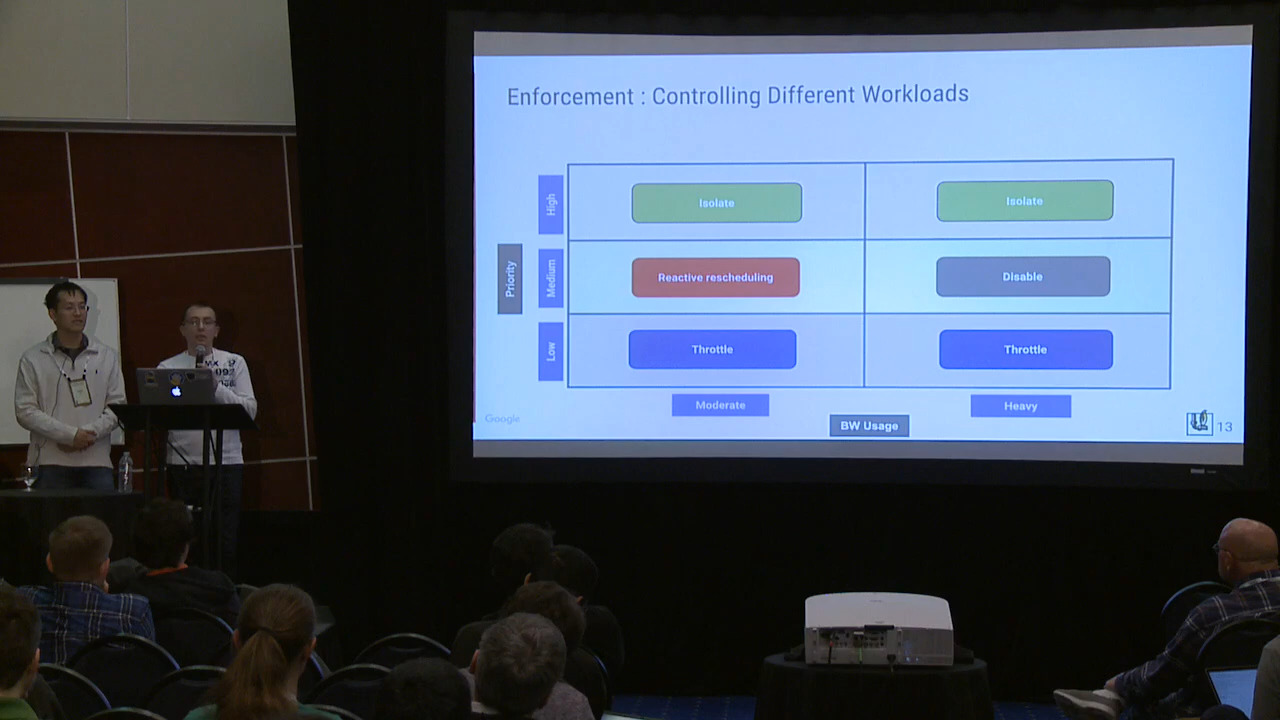 Enforcement : Controlling Different Workloads
High
Isolate
Isolate
Priority
Medium
Reactive rescheduling
Disable
Low
Throttle
Throttle
Moderate
Heavy
BW Usage
Google
13